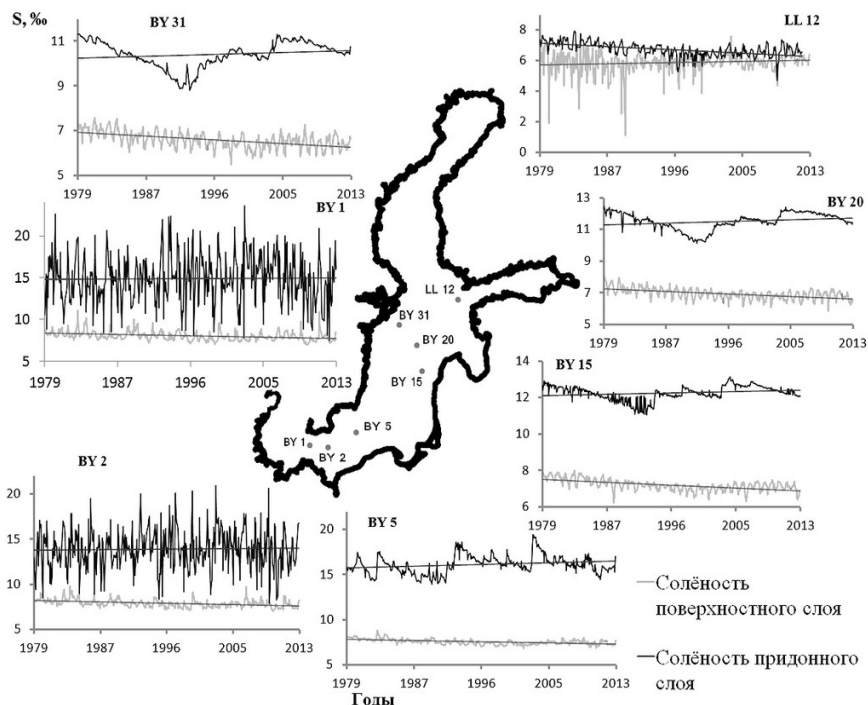 S, ‰
BY 31
11
9
7
5
1979 1987 1996 2005 2013
LL 12
8
6
4
2
0
1979 1987 1996 2005 2013
BY 1
20
15
10
5
1979 1987 1996 2005 2013
BY 20
13
11
9
7
5
1979 1987 1996 2005 2013
LL 12
BY 31
BY 20
BY 15
BY 5
BY 1
BY 2
BY 15
14
12
10
8
6
1979 1987 1996 2005 2013
BY 2
20
15
10
5
1979 1987 1996 2005 2013
BY 5
20
15
10
5
1979 1987 1996 2005 2013
Годы
Солёность
поверхностного слоя
Солёность придонного
слоя